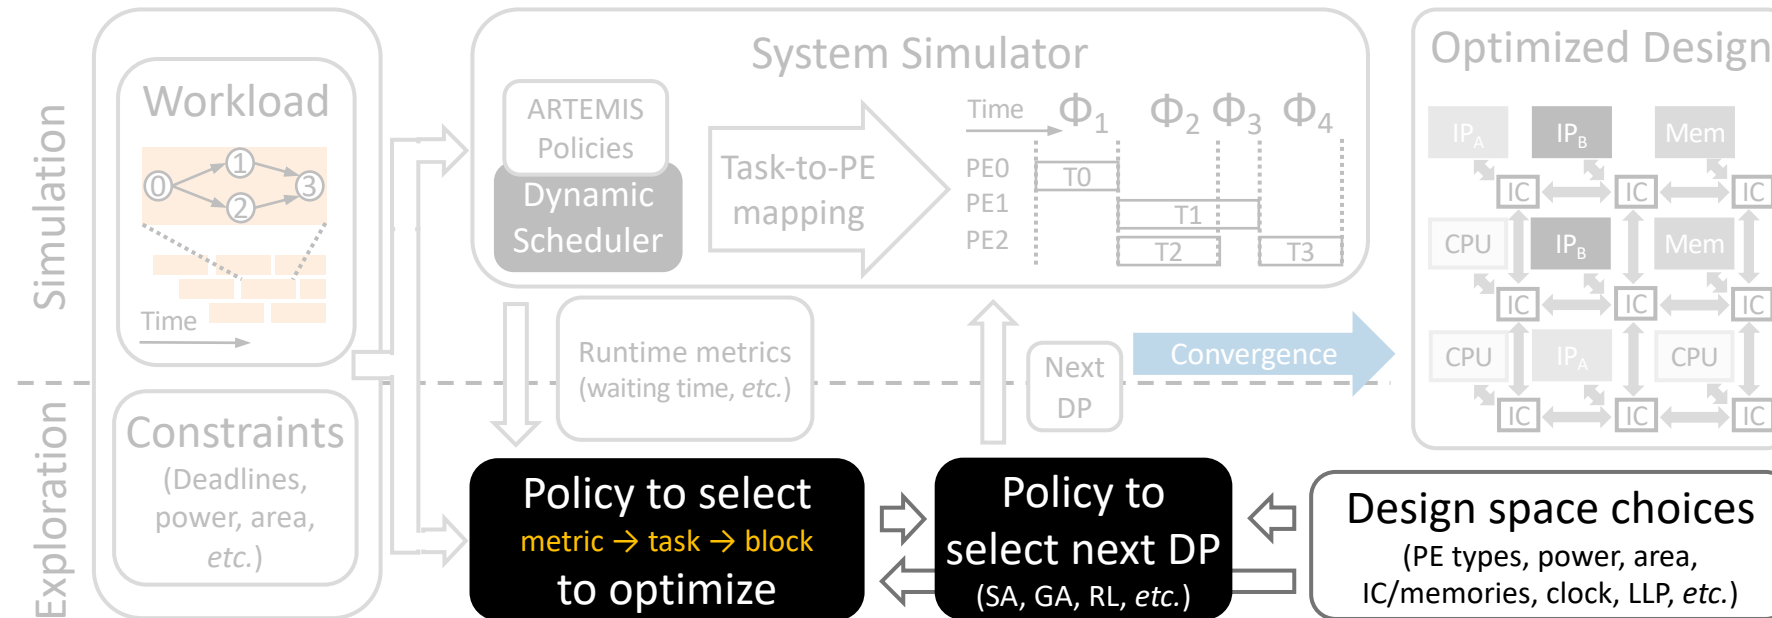 Simulation
Exploration
Workload
0
1
2
3
Time
Constraints
(Deadlines,
power, area,
etc.)
System Simulator
ARTEMIS
Policies
Dynamic
Scheduler
Task-to-PE
mapping
Time
Φ1 Φ2 Φ3 Φ4
PE0
T0
PE1
T1
PE2
T2
T3
Runtime metrics
(waiting time, etc.)
Next
DP
Convergence
Policy to select
metric → task → block
to optimize
Policy to
select next DP
(SA, GA, RL, etc.)
Design space choices
(PE types, power, area,
IC/memories, clock, LLP, etc.)
Optimized Design
IPA IPB Mem
IC IC IC
CPU IPB Mem
IC IC IC
CPU IPA CPU
IC IC IC